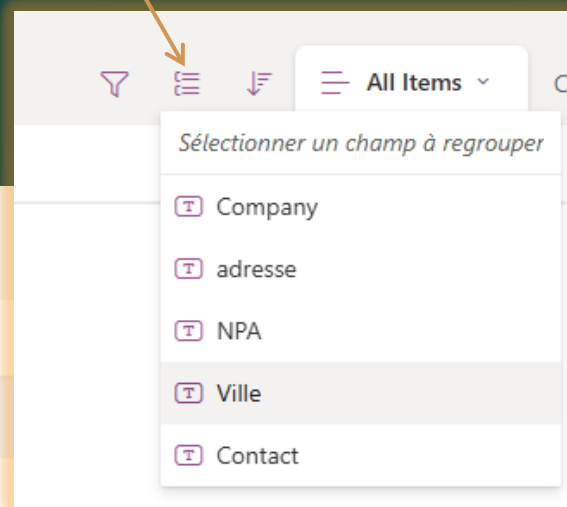 All Items
Sélectionner un champ à regrouper
Company
adresse
NPA
Ville
Contact